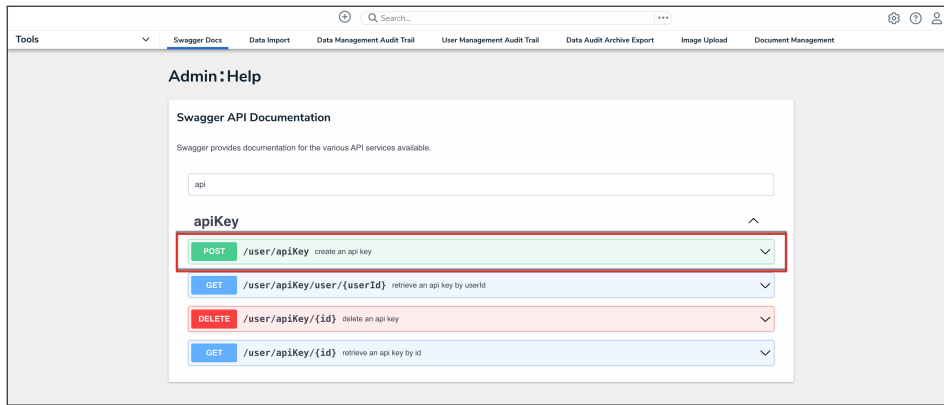 Search...
Tools
Swagger Docs Data Import Data Management Audit Trail User Management Audit Trail Data Audit Archive Export Image Upload Document Management
Admin:Help
Swagger API Documentation
Swagger provides documentation for the various API services available.
api
apiKey
POST /user/apiKey create an api key
GET /user/apiKey/user/{userId} retrieve an api key by userId
DELETE /user/apiKey/{id} delete an api key
GET /user/apiKey/{id} retrieve an api key by id